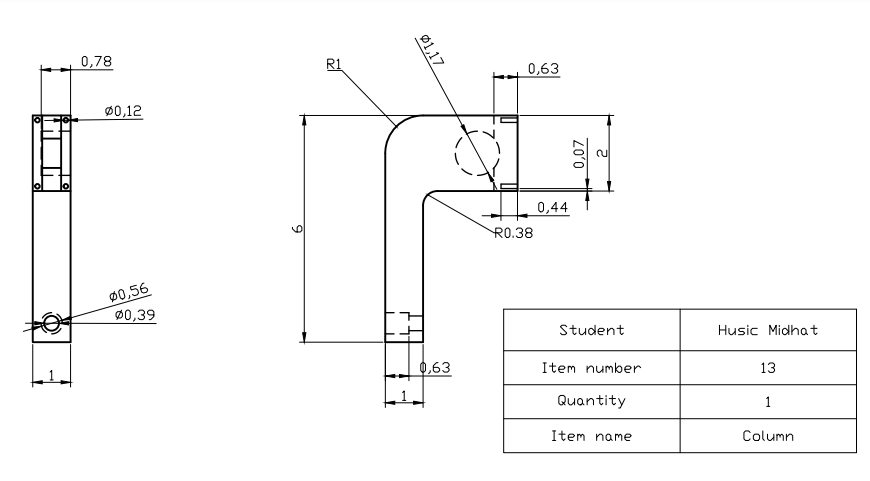 0,78
Ø0,12
Ø0,56
Ø0,39
1
R1
Ø1,17
0,63
0,07
2
0,44
R0.38
6
0,63
1
Student Husic Midhat
Item number 13
Quantity 1
Item name Column